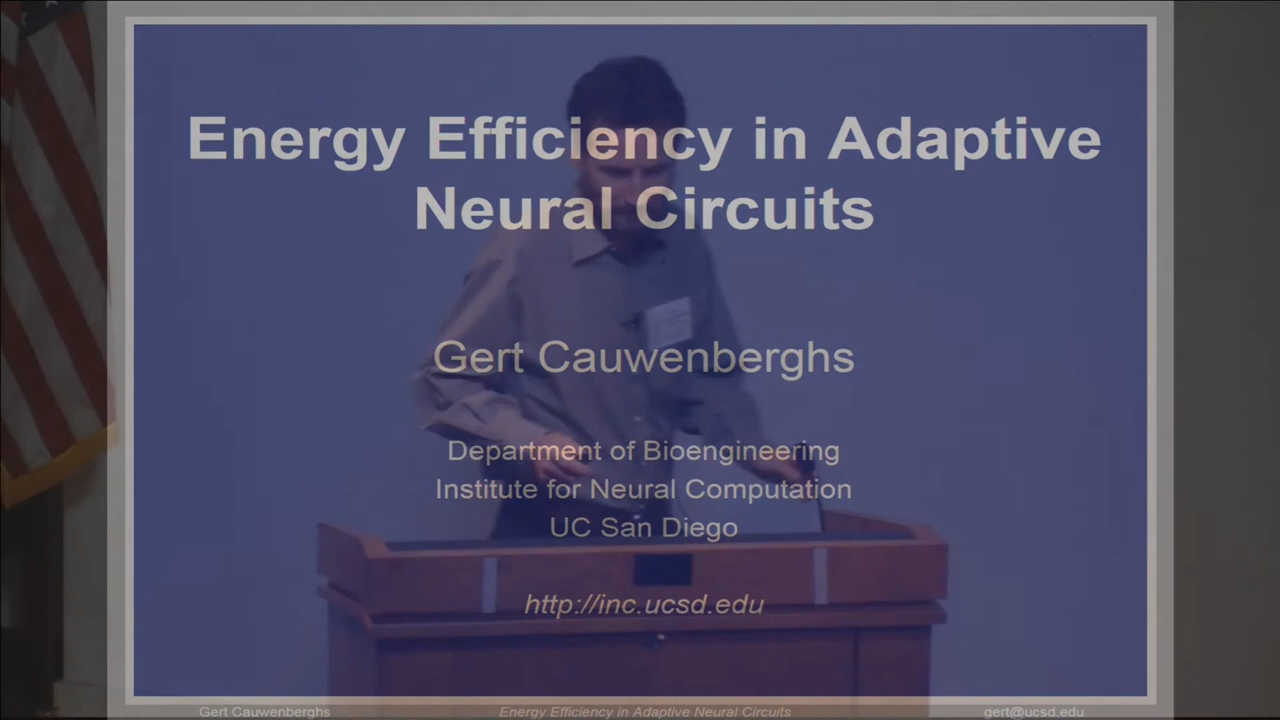 Energy Efficiency in Adaptive
Neural Circuits
Gert Cauwenberghs
Department of Bioengineering
Institute for Neural Computation
UC San Diego
http://inc.ucsd.edu
Gert Cauwenberghs
Energy Efficiency in Adaptive Neural Circuits
gert@ucsd.edu